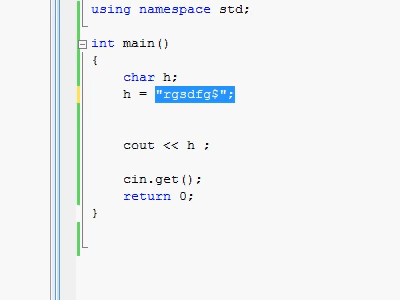 using namespace std;
int main()
{
char h;
h = "rgsdfg$";
cout << h ;
cin.get();
return 0;
}